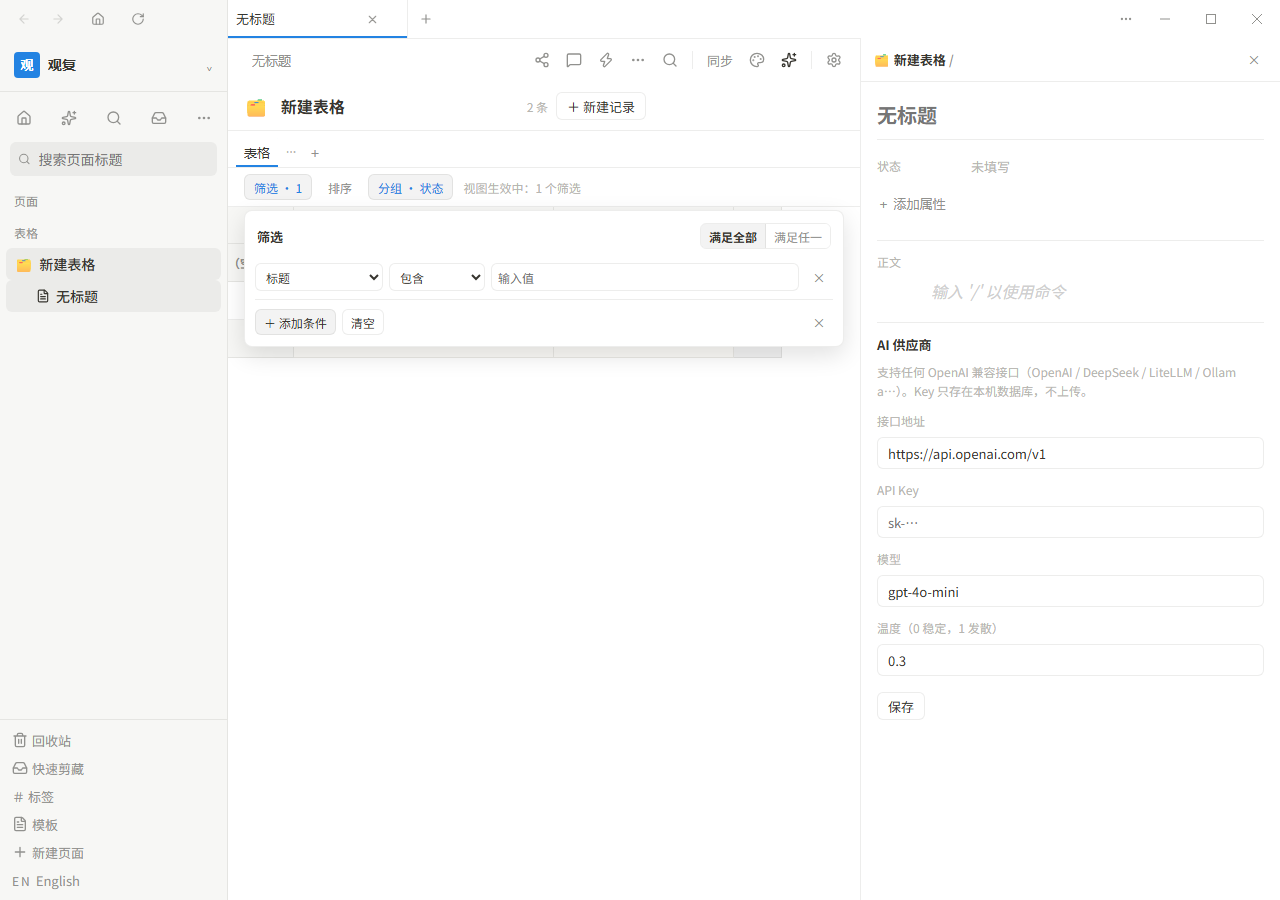 无标题
观 观复
搜索页面标题
页面
表格
新建表格
无标题
回收站
快速剪藏
# 标签
模板
新建页面
EN English
无标题
同步
新建表格
2 条
+ 新建记录
表格 ··· +
筛选 · 1 排序 分组 · 状态 视图生效中：1 个筛选
筛选
满足全部 满足任一
标题 包含 输入值
+ 添加条件 清空
新建表格 /
无标题
状态 未填写
+ 添加属性
正文
输入 '/' 以使用命令
AI 供应商
支持任何 OpenAI 兼容接口（OpenAI / DeepSeek / LiteLLM / Ollam
a…）。Key 只存在本机数据库，不上传。
接口地址
https://api.openai.com/v1
API Key
sk-…
模型
gpt-4o-mini
温度（0 稳定，1 发散）
0.3
保存